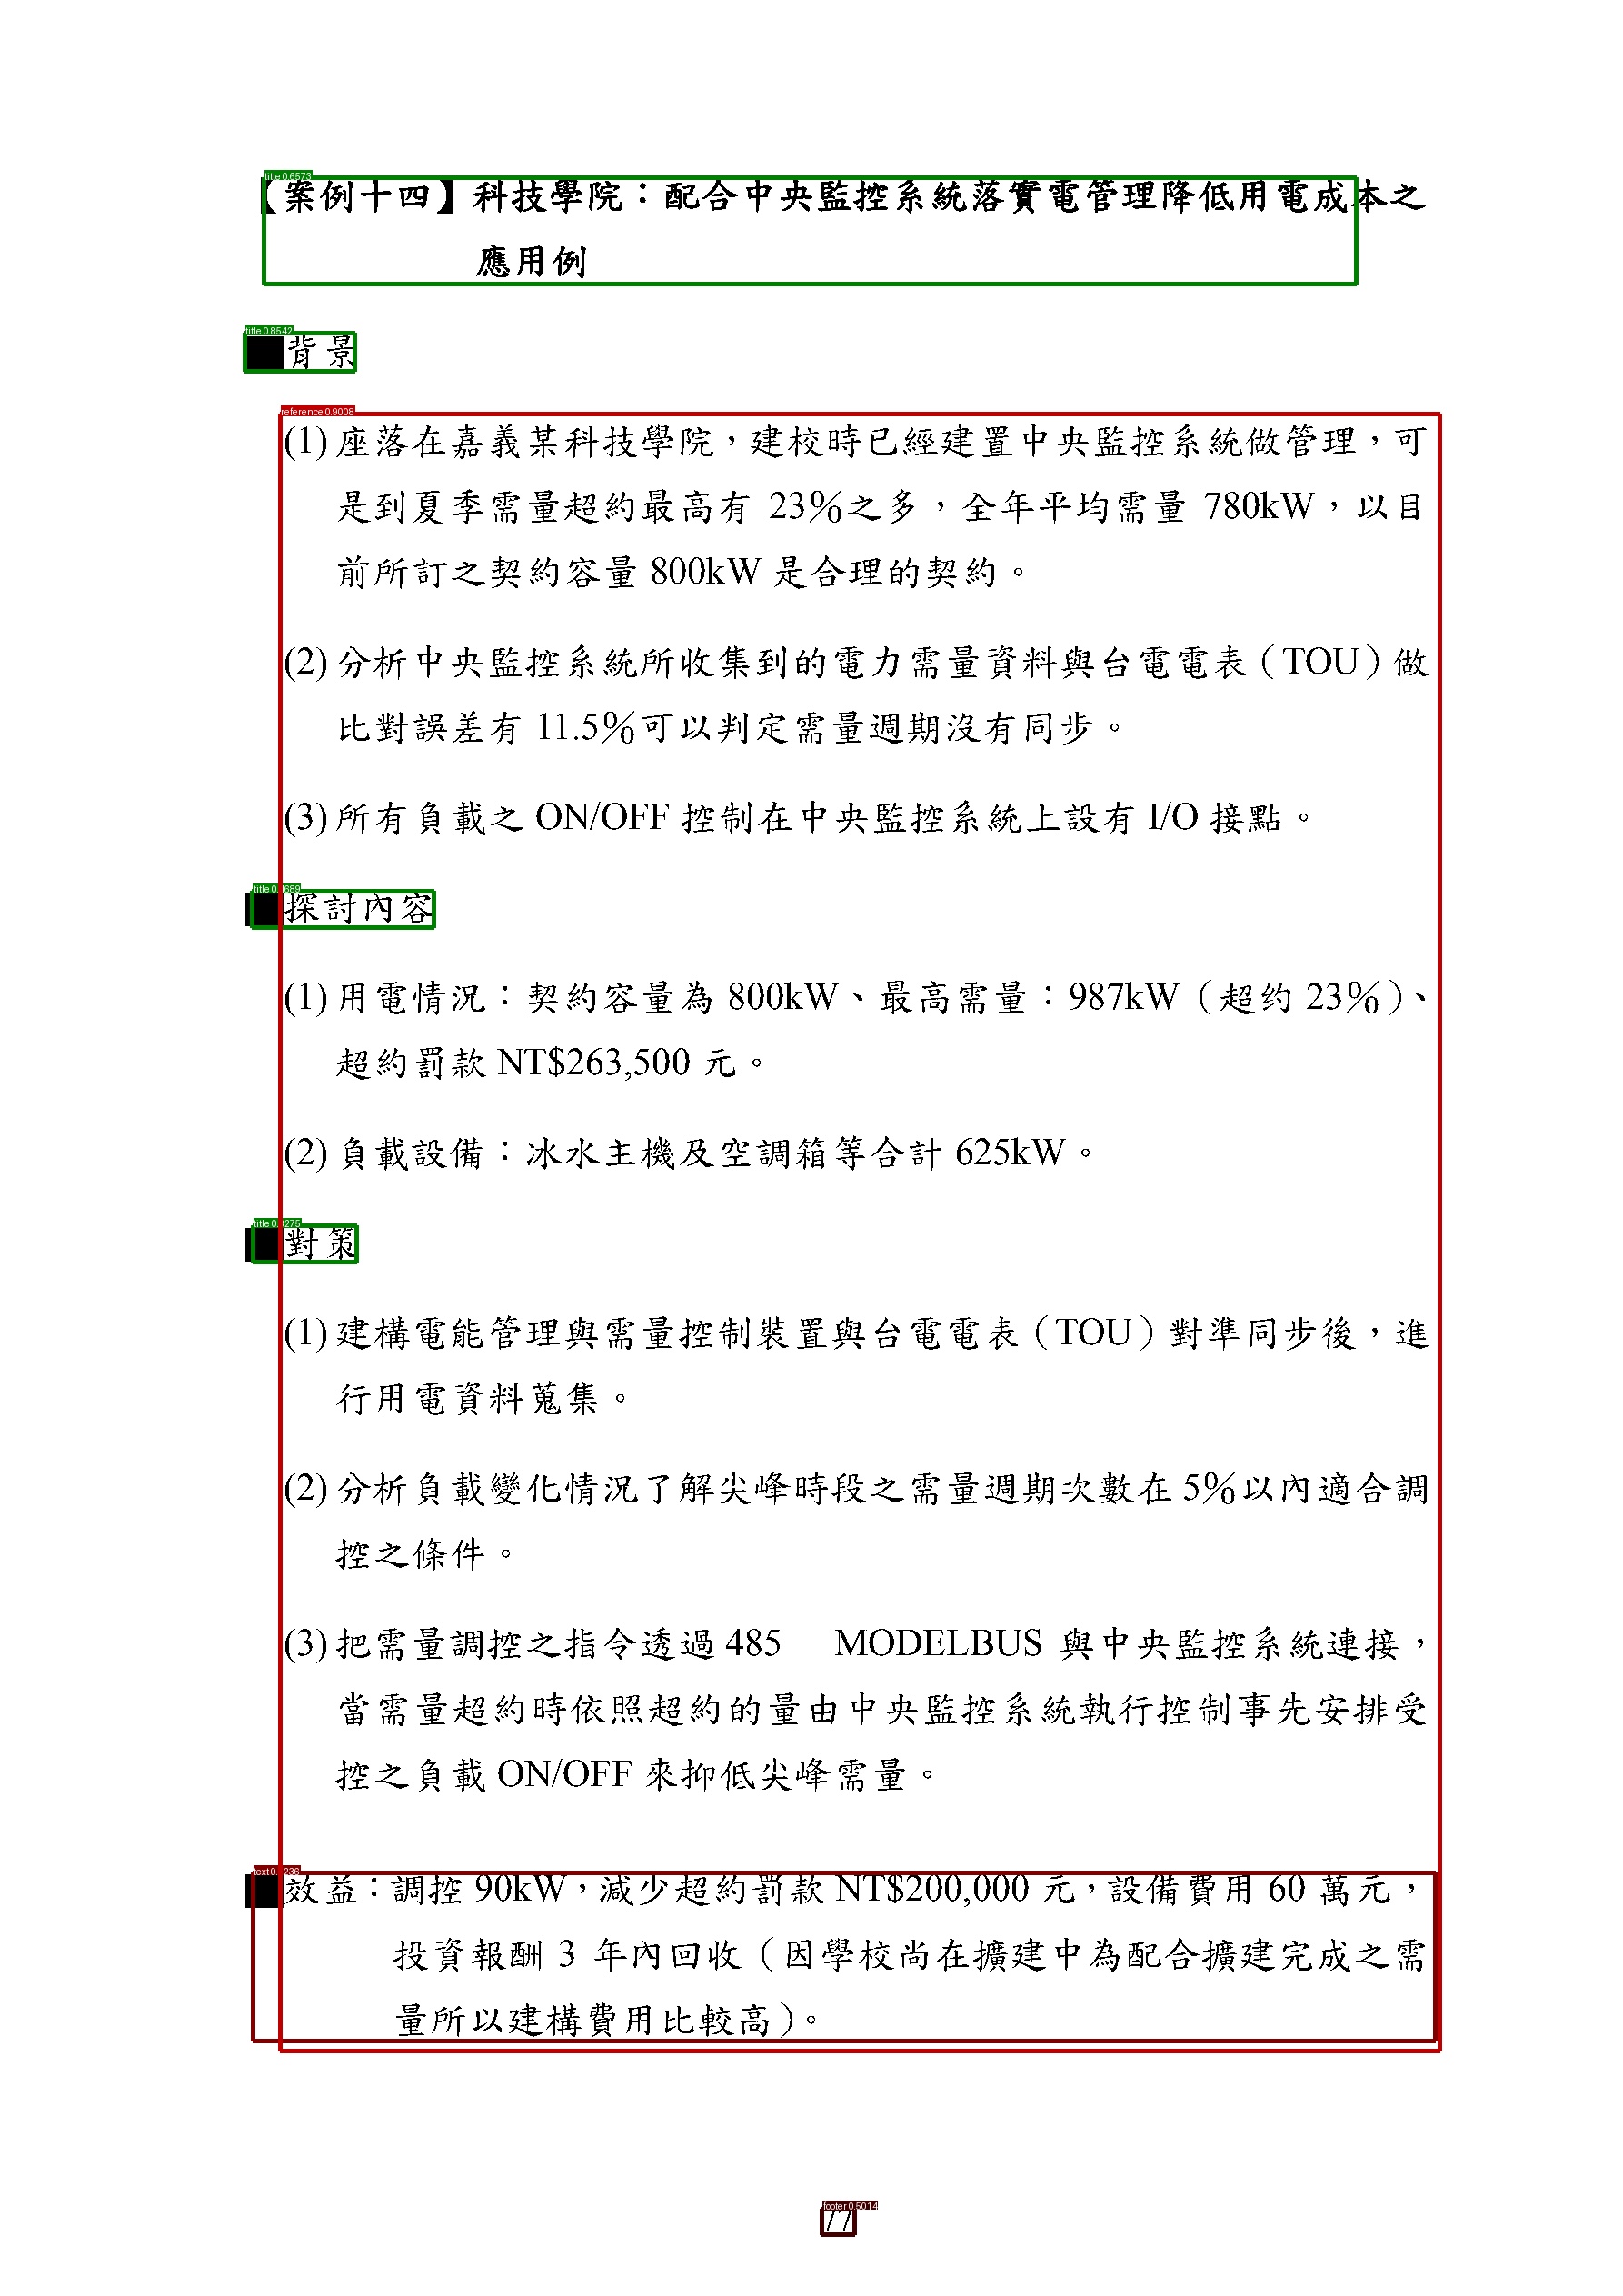 【案例十四】科技學院：配合中央監控系統落實電管理降低用電成本之
應用例
■背景
(1) 座落在嘉義某科技學院，建校時已經建置中央監控系統做管理，可
是到夏季需量超約最高有 23%之多，全年平均需量 780kW，以目
前所訂之契約容量 800kW 是合理的契約。
(2) 分析中央監控系統所收集到的電力需量資料與台電電表（TOU）做
比對誤差有 11.5%可以判定需量週期沒有同步。
(3) 所有負載之 ON/OFF 控制在中央監控系統上設有 I/O 接點。
■探討內容
(1) 用電情況：契約容量為 800kW、最高需量：987kW（超约 23%）、
超約罰款 NT$263,500 元。
(2) 負載設備：冰水主機及空調箱等合計 625kW。
■對策
(1) 建構電能管理與需量控制裝置與台電電表（TOU）對準同步後，進
行用電資料蒐集。
(2) 分析負載變化情況了解尖峰時段之需量週期次數在 5%以內適合調
控之條件。
(3) 把需量調控之指令透過 485 MODELBUS 與中央監控系統連接，
當需量超約時依照超約的量由中央監控系統執行控制事先安排受
控之負載 ON/OFF 來抑低尖峰需量。
■效益：調控 90kW，減少超約罰款 NT$200,000 元，設備費用 60 萬元，
投資報酬 3 年內回收（因學校尚在擴建中為配合擴建完成之需
量所以建構費用比較高）。
77
title 0.6573
title 0.8542
reference 0.9008
footer 0.5014